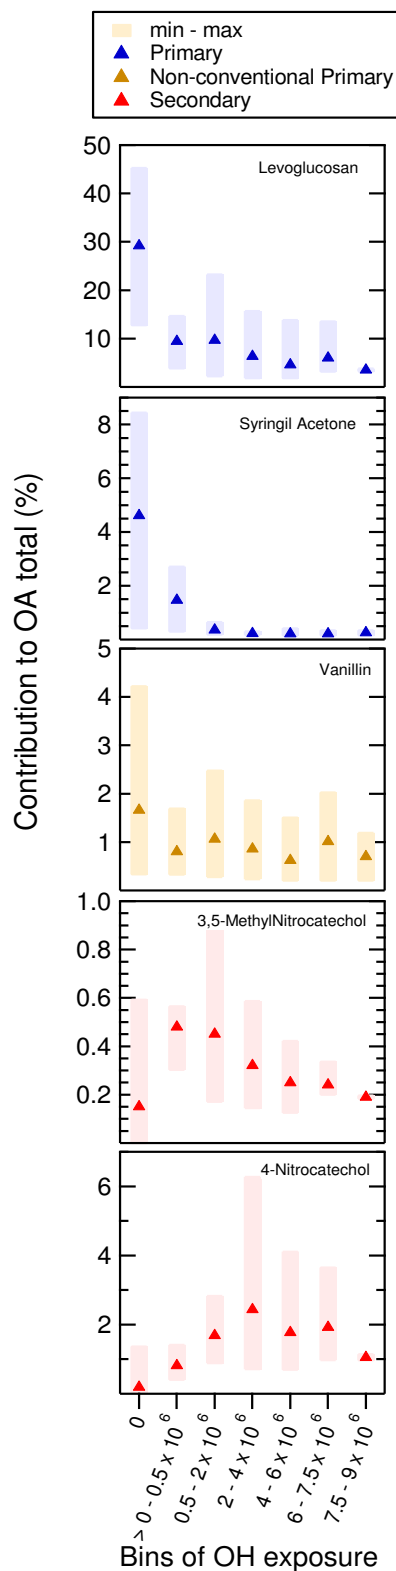 min - max
Primary
Non-conventional Primary
Secondary
Contribution to OA total (%)
50
40
30
20
10
Levoglucosan
8
6
4
2
Syringil Acetone
5
4
3
2
1
Vanillin
1.0
0.8
0.6
0.4
0.2
3,5-MethylNitrocatechol
6
4
2
4-Nitrocatechol
0
> 0 - 0.5 x 10 6
0.5 - 2 x 10 6
2 - 4 x 10 6
4 - 6 x 10 6
6 - 7.5 x 10 6
7.5 - 9 x 10 6
Bins of OH exposure